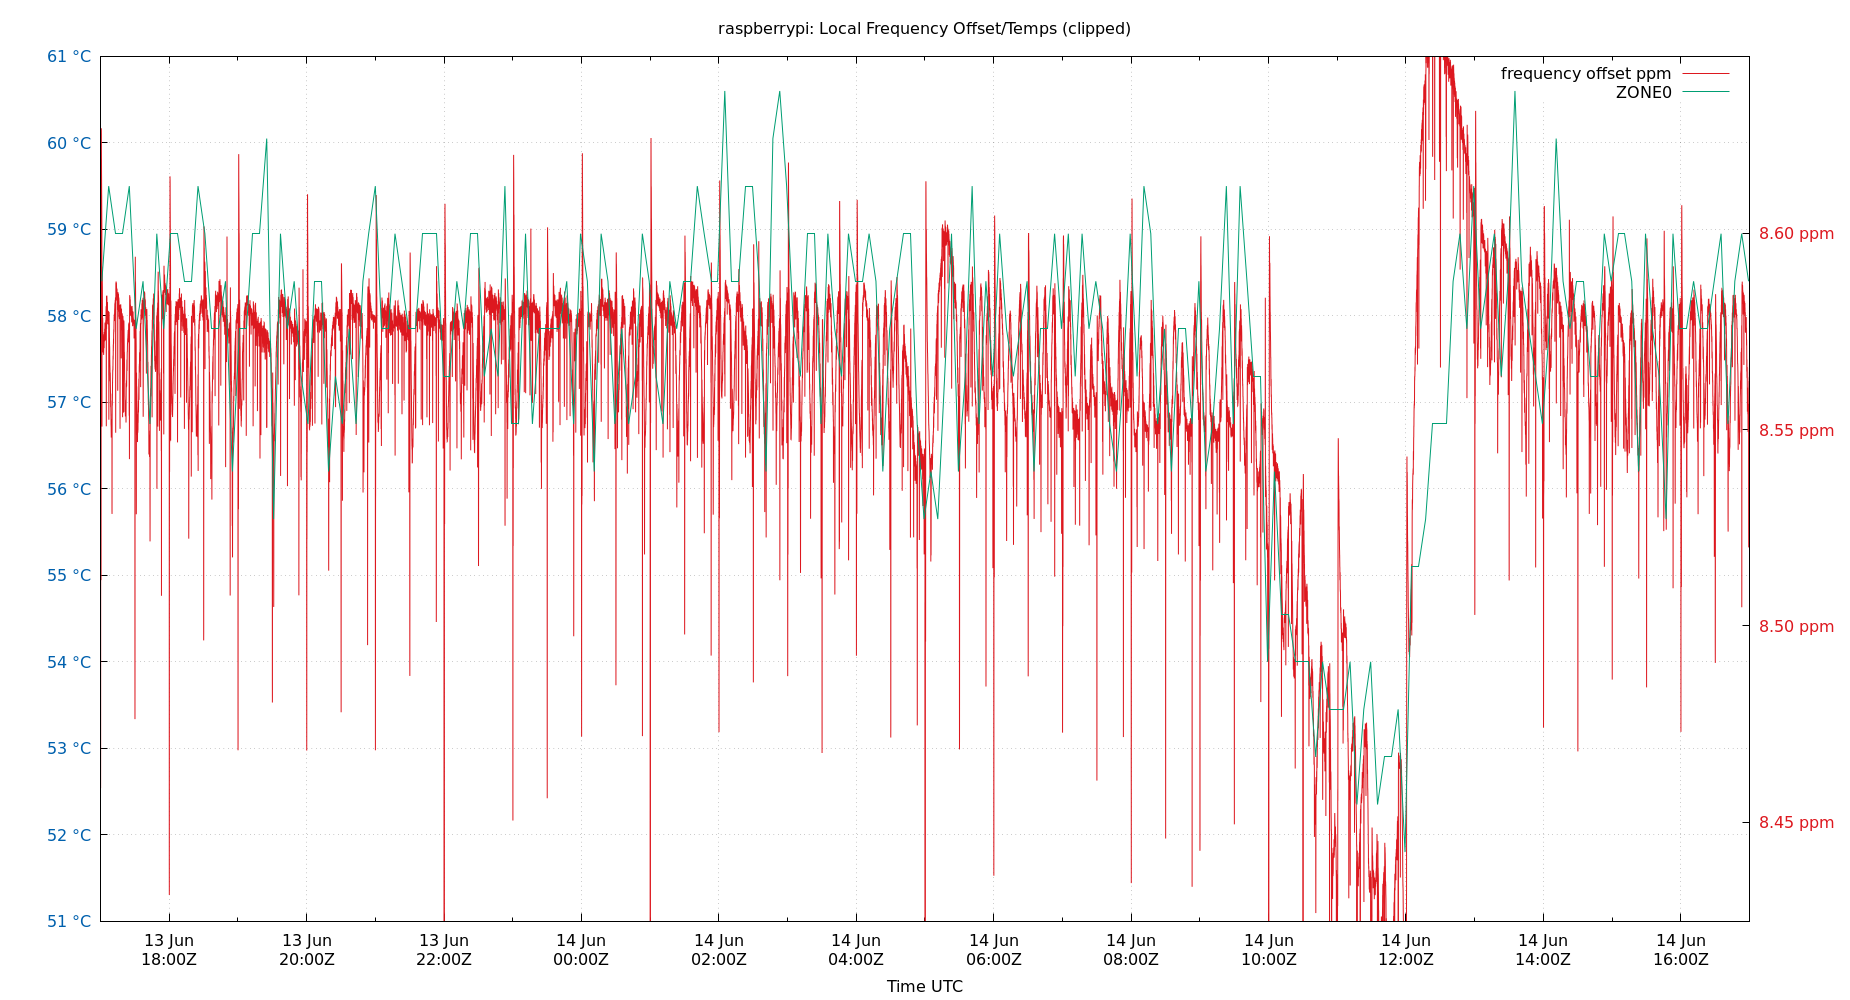 raspberrypi: Local Frequency Offset/Temps (clipped)
61 °C
60 °C
59 °C
58 °C
57 °C
56 °C
55 °C
54 °C
53 °C
52 °C
51 °C
frequency offset ppm
ZONE0
8.60 ppm
8.55 ppm
8.50 ppm
8.45 ppm
13 Jun
18:00Z
13 Jun
20:00Z
13 Jun
22:00Z
14 Jun
00:00Z
14 Jun
02:00Z
14 Jun
04:00Z
14 Jun
06:00Z
14 Jun
08:00Z
14 Jun
10:00Z
14 Jun
12:00Z
14 Jun
14:00Z
14 Jun
16:00Z
Time UTC